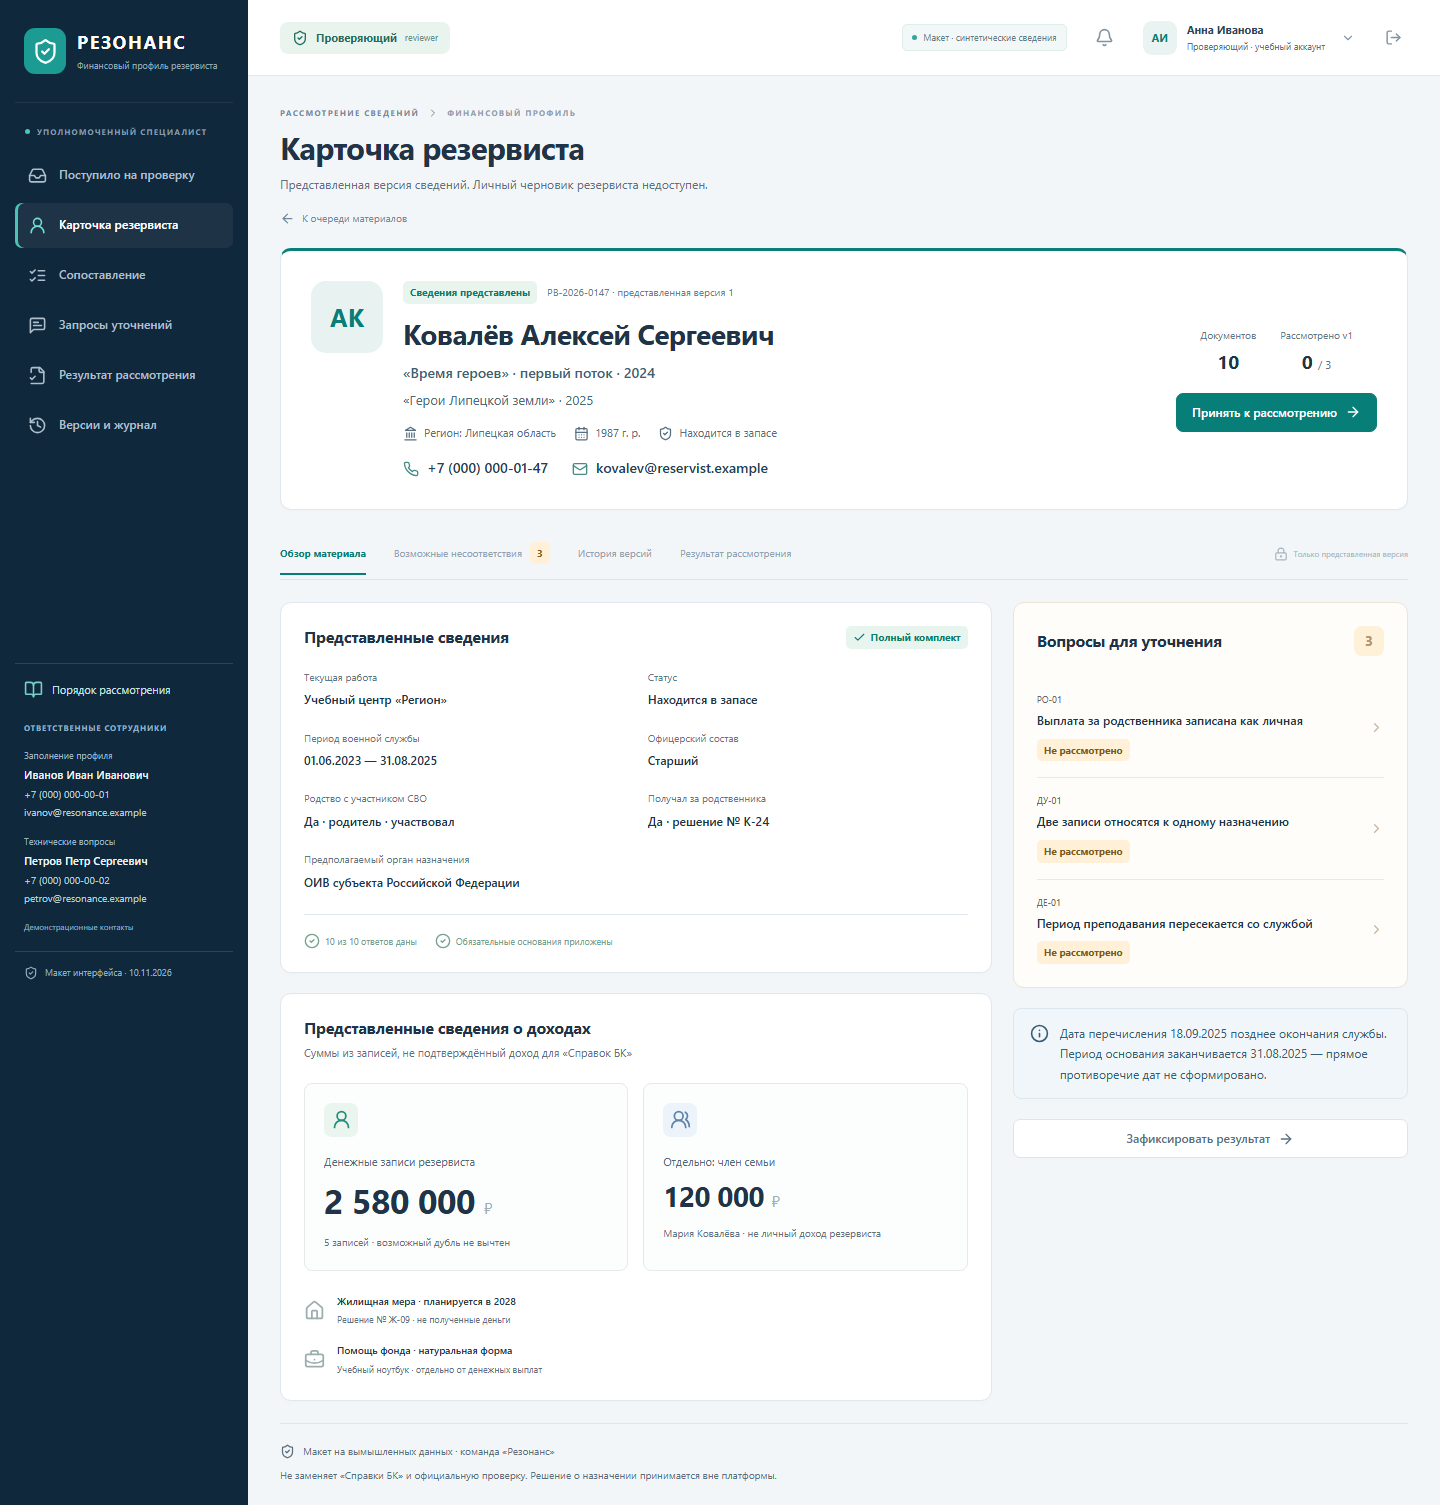 РЕЗОНАНС
Финансовый профиль резервиста
УПОЛНОМОЧЕННЫЙ СПЕЦИАЛИСТ
Поступило на проверку
Карточка резервиста
Сопоставление
Запросы уточнений
Результат рассмотрения
Версии и журнал
Порядок рассмотрения
ОТВЕТСТВЕННЫЕ СОТРУДНИКИ
Заполнение профиля
Иванов Иван Иванович
+7 (000) 000-00-01
ivanov@resonance.example
Технические вопросы
Петров Петр Сергеевич
+7 (000) 000-00-02
petrov@resonance.example
Демонстрационные контакты
Макет интерфейса · 10.11.2026
Проверяющий reviewer
Макет · синтетические сведения
АИ
Анна Иванова
Проверяющий · учебный аккаунт
РАССМОТРЕНИЕ СВЕДЕНИЙ
ФИНАНСОВЫЙ ПРОФИЛЬ
Карточка резервиста
Представленная версия сведений. Личный черновик резервиста недоступен.
К очереди материалов
АК
Сведения представлены
РВ-2026-0147 · представленная версия 1
Ковалёв Алексей Сергеевич
«Время героев» · первый поток · 2024
«Герои Липецкой земли» · 2025
Регион: Липецкая область
1987 г. р.
Находится в запасе
+7 (000) 000-01-47
kovalev@reservist.example
Документов
10
Рассмотрено v1
0 / 3
Принять к рассмотрению
Обзор материала
Возможные несоответствия 3
История версий
Результат рассмотрения
Только представленная версия
Представленные сведения
Полный комплект
Текущая работа
Учебный центр «Регион»
Статус
Находится в запасе
Период военной службы
01.06.2023 — 31.08.2025
Офицерский состав
Старший
Родство с участником СВО
Да · родитель · участвовал
Получал за родственника
Да · решение № К-24
Предполагаемый орган назначения
ОИВ субъекта Российской Федерации
10 из 10 ответов даны
Обязательные основания приложены
Представленные сведения о доходах
Суммы из записей, не подтверждённый доход для «Справок БК»
Денежные записи резервиста
2 580 000 ₽
5 записей · возможный дубль не вычтен
Отдельно: член семьи
120 000 ₽
Мария Ковалёва · не личный доход резервиста
Жилищная мера · планируется в 2028
Решение № Ж-09 · не полученные деньги
Помощь фонда · натуральная форма
Учебный ноутбук · отдельно от денежных выплат
Вопросы для уточнения
3
РО-01
Выплата за родственника записана как личная
Не рассмотрено
ДУ-01
Две записи относятся к одному назначению
Не рассмотрено
ДЕ-01
Период преподавания пересекается со службой
Не рассмотрено
Дата перечисления 18.09.2025 позднее окончания службы.
Период основания заканчивается 31.08.2025 — прямое
противоречие дат не сформировано.
Зафиксировать результат
Макет на вымышленных данных · команда «Резонанс»
Не заменяет «Справки БК» и официальную проверку. Решение о назначении принимается вне платформы.